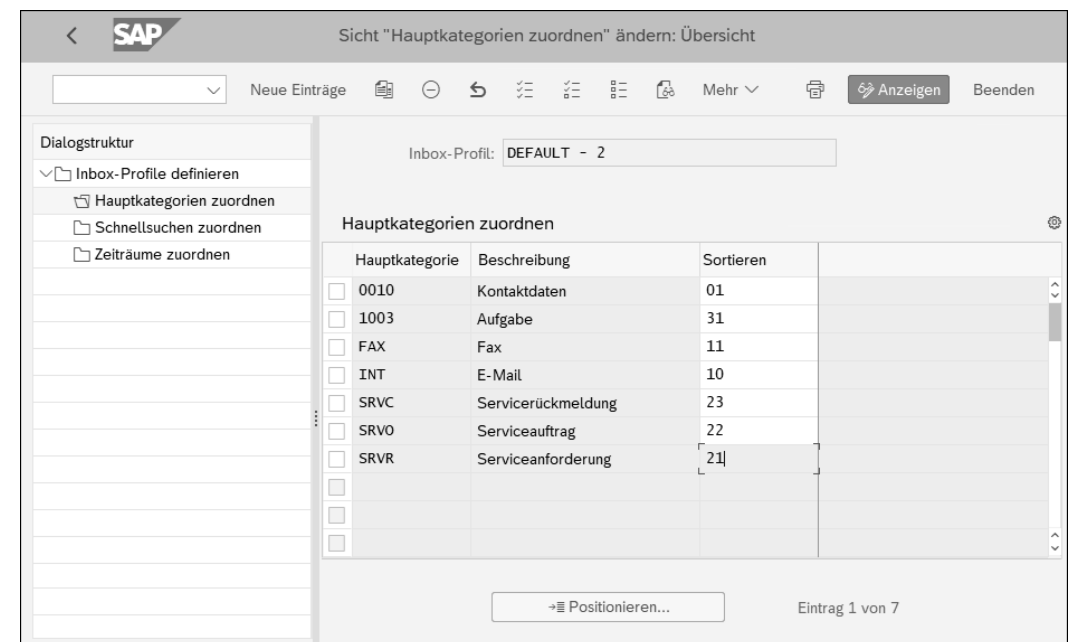 SAP
Sicht "Hauptkategorien zuordnen" ändern: Übersicht
Neue Einträge
Mehr
Anzeigen
Beenden
Dialogstruktur
Inbox-Profile definieren
Hauptkategorien zuordnen
Schnellsuchen zuordnen
Zeiträume zuordnen
Inbox-Profil: DEFAULT - 2
Hauptkategorien zuordnen
Hauptkategorie Beschreibung Sortieren
0010 Kontaktdaten 01
1003 Aufgabe 31
FAX Fax 11
INT E-Mail 10
SRVC Servicerückmeldung 23
SRVO Serviceauftrag 22
SRVR Serviceanforderung 21
Positionieren...
Eintrag 1 von 7